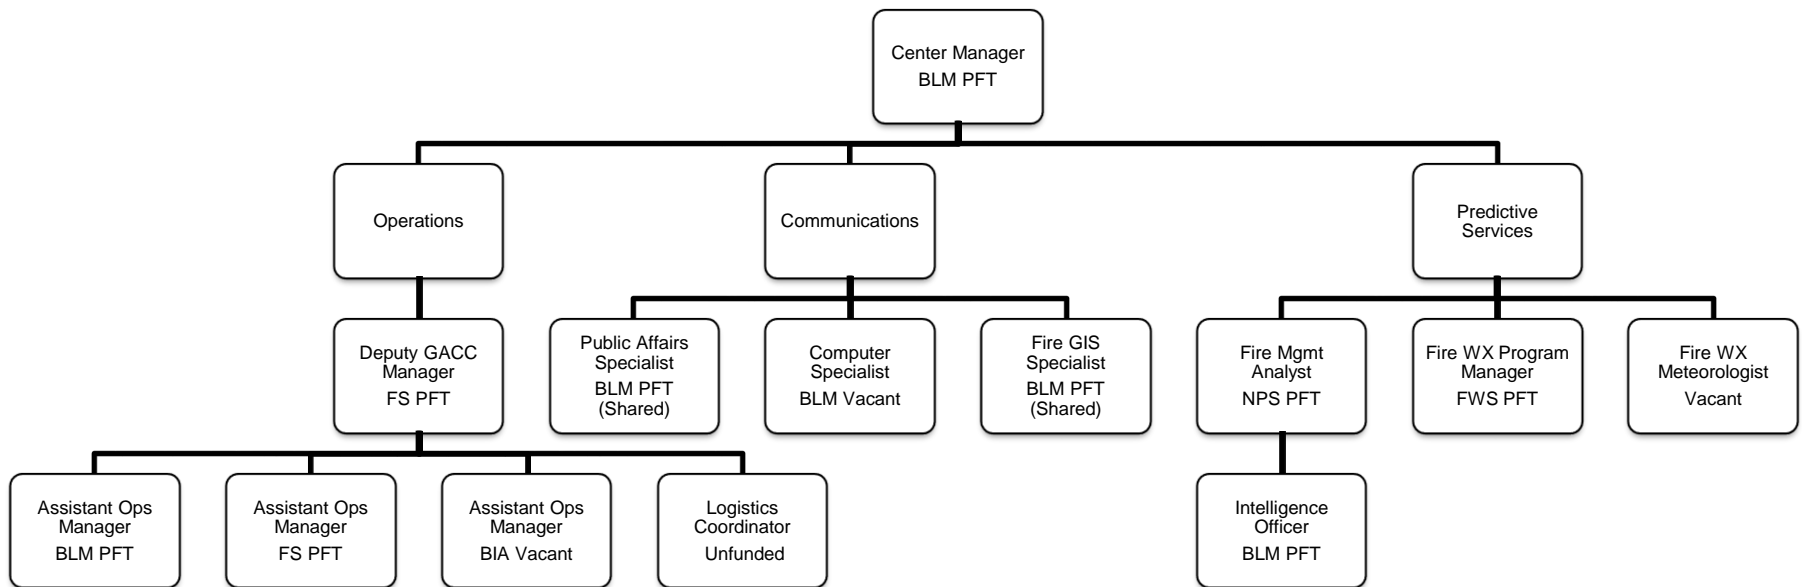 Center Manager
BLM PFT
Operations
Communications
Predictive
Services
Deputy GACC
Manager
FS PFT
Public Affairs
Specialist
BLM PFT
(Shared)
Computer
Specialist
BLM Vacant
Fire GIS
Specialist
BLM PFT
(Shared)
Fire Mgmt
Analyst
NPS PFT
Fire WX Program
Manager
FWS PFT
Fire WX
Meteorologist
Vacant
Assistant Ops
Manager
BLM PFT
Assistant Ops
Manager
FS PFT
Assistant Ops
Manager
BIA Vacant
Logistics
Coordinator
Unfunded
Intelligence
Officer
BLM PFT